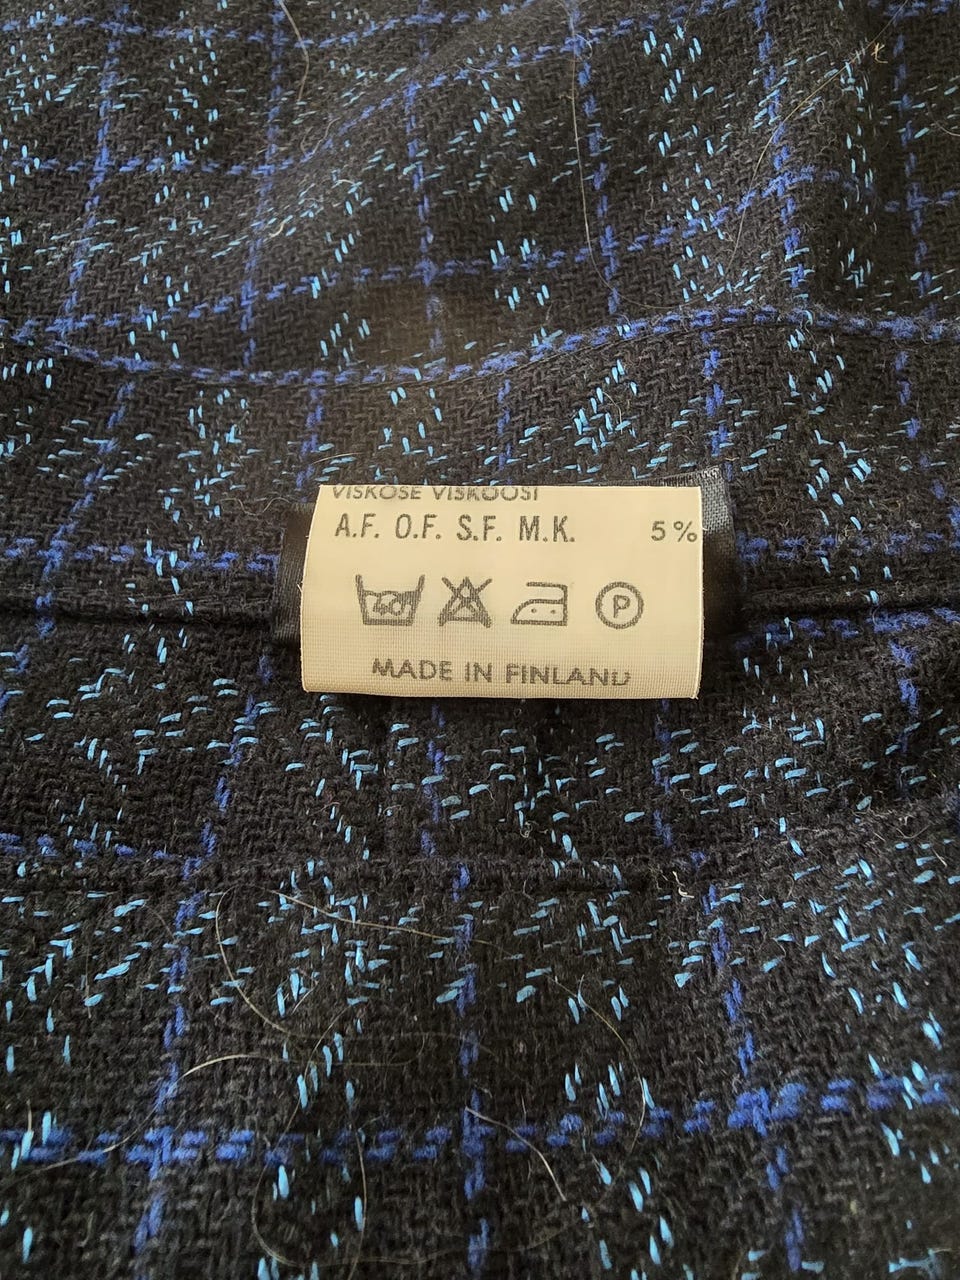 VISKOSE VISKOOSI
A.F. O.F. S.F. M.K. 5%
40 P
MADE IN FINLAND